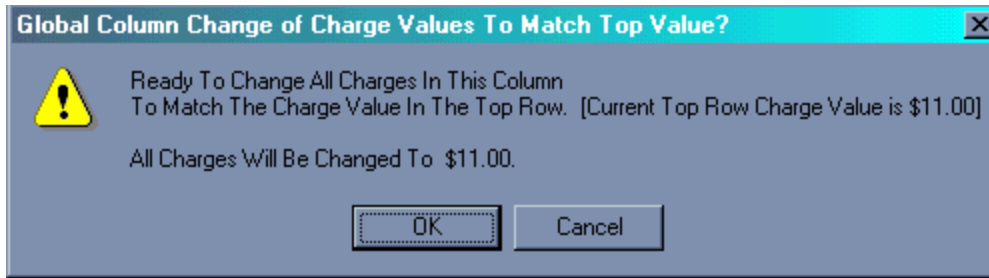 Global Column Change of Charge Values To Match Top Value?
Ready To Change All Charges In This Column
To Match The Charge Value In The Top Row.  [Current Top Row Charge Value is $11.00]
All Charges Will Be Changed To  $11.00.
OK
Cancel